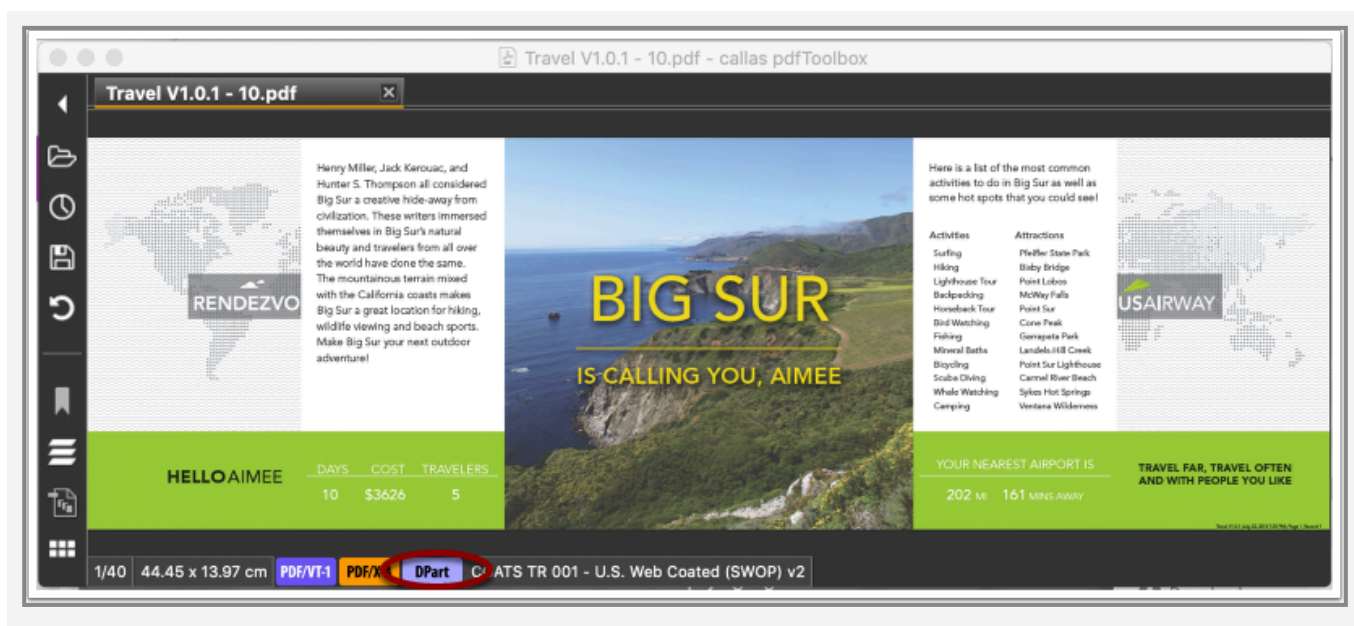 Travel V1.0.1 - 10.pdf - callas pdfToolbox
Travel V1.0.1 - 10.pdf
Henry Miller, Jack Kerouac, and
Hunter S. Thompson all considered
Big Sur a creative hide-away from
civilization. These writers immersed
themselves in Big Sur's natural
beauty and travelers from all over
the world have done the same.
The mountainous terrain mixed
with the California coasts makes
Big Sur a great location for hiking,
wildlife viewing and beach sports.
Make Big Sur your next outdoor
adventure!
RENDEZVO
BIG SUR
IS CALLING YOU, AIMEE
Here is a list of the most common
activities to do in Big Sur as well as
some hot spots that you could see!
Activities Attractions
Surfing Pfeiffer State Park
Hiking Bixby Bridge
Lighthouse Tour Point Lobos
Backpacking McWay Falls
Horseback Tour Point Sur
Bird Watching Cone Peak
Fishing Garrapata Park
Mineral Baths Landels-Hill Creek
Bicycling Point Sur Lighthouse
Scuba Diving Carmel River Beach
Whale Watching Sykes Hot Springs
Camping Ventana Wilderness
USAIRWAY
HELLOAIMEE
DAYS COST TRAVELERS
10 $3626 5
YOUR NEAREST AIRPORT IS
202 MI 161 MINS AWAY
TRAVEL FAR, TRAVEL OFTEN
AND WITH PEOPLE YOU LIKE
1/40 44.45 x 13.97 cm PDF/VT-1 DPart TR 001 - U.S. Web Coated (SWOP) v2